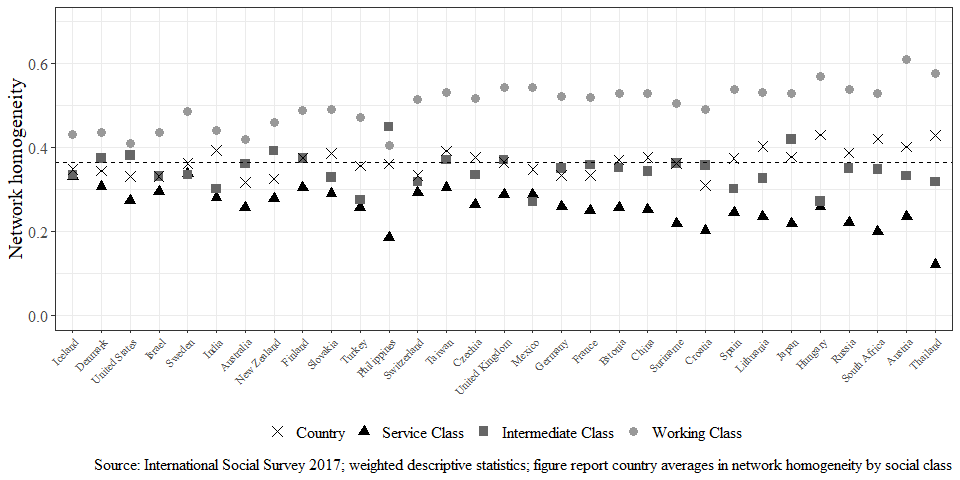 Network homogeneity
0.6
0.4
0.2
0.0
Iceland
Denmark
United States
Israel
Sweden
India
Australia
New Zealand
Finland
Slovakia
Turkey
Philippines
Switzerland
Taiwan
Czechia
United Kingdom
Mexico
Germany
France
Estonia
China
Suriname
Croatia
Spain
Lithuania
Japan
Hungary
Russia
South Africa
Austria
Thailand
Country Service Class Intermediate Class Working Class
Source: International Social Survey 2017; weighted descriptive statistics; figure report country averages in network homogeneity by social class